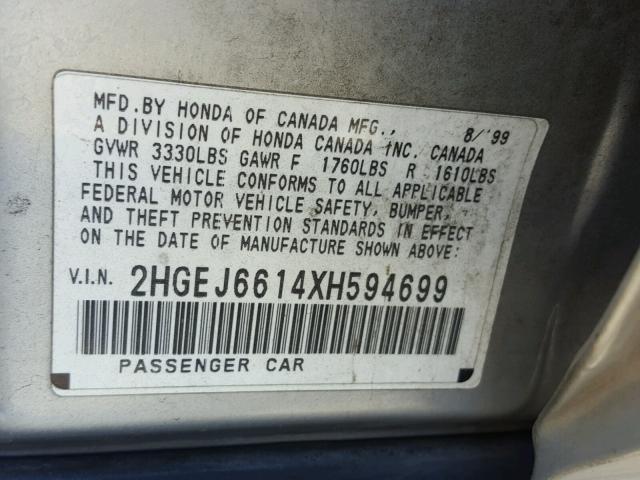 MFD.BY HONDA OF CANADA MFG., 8/'99
A DIVISION OF HONDA CANADA INC. CANADA
GVWR 3330LBS GAWR F 1760LBS R 1610LBS
THIS VEHICLE CONFORMS TO ALL APPLICABLE
FEDERAL MOTOR VEHICLE SAFETY, BUMPER,
AND THEFT PREVENTION STANDARDS IN EFFECT
ON THE DATE OF MANUFACTURE SHOWN ABOVE:
V.I.N. 2HGEJ6614XH594699
PASSENGER CAR